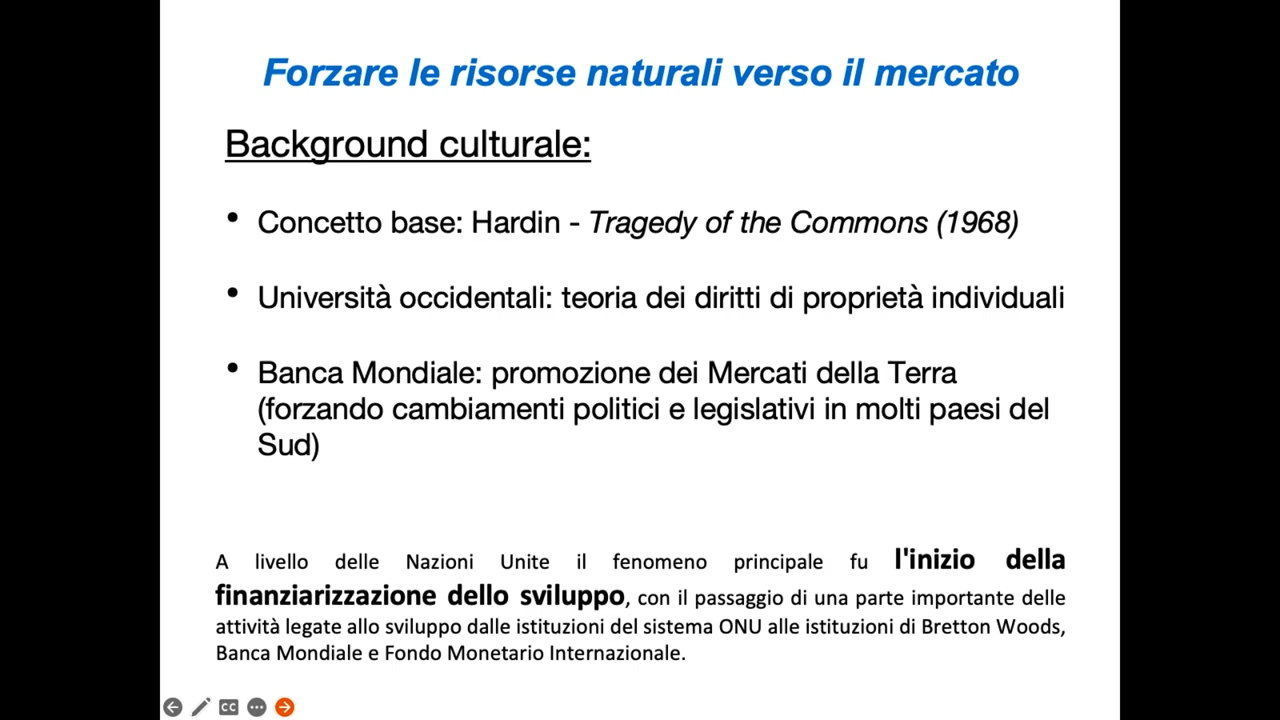 Forzare le risorse naturali verso il mercato
Background culturale:
• Concetto base: Hardin - Tragedy of the Commons (1968)
• Università occidentali: teoria dei diritti di proprietà individuali
• Banca Mondiale: promozione dei Mercati della Terra
(forzando cambiamenti politici e legislativi in molti paesi del
Sud)
A livello delle Nazioni Unite il fenomeno principale fu l'inizio della
finanziarizzazione dello sviluppo, con il passaggio di una parte importante delle
attività legate allo sviluppo dalle istituzioni del sistema ONU alle istituzioni di Bretton Woods,
Banca Mondiale e Fondo Monetario Internazionale.
CC